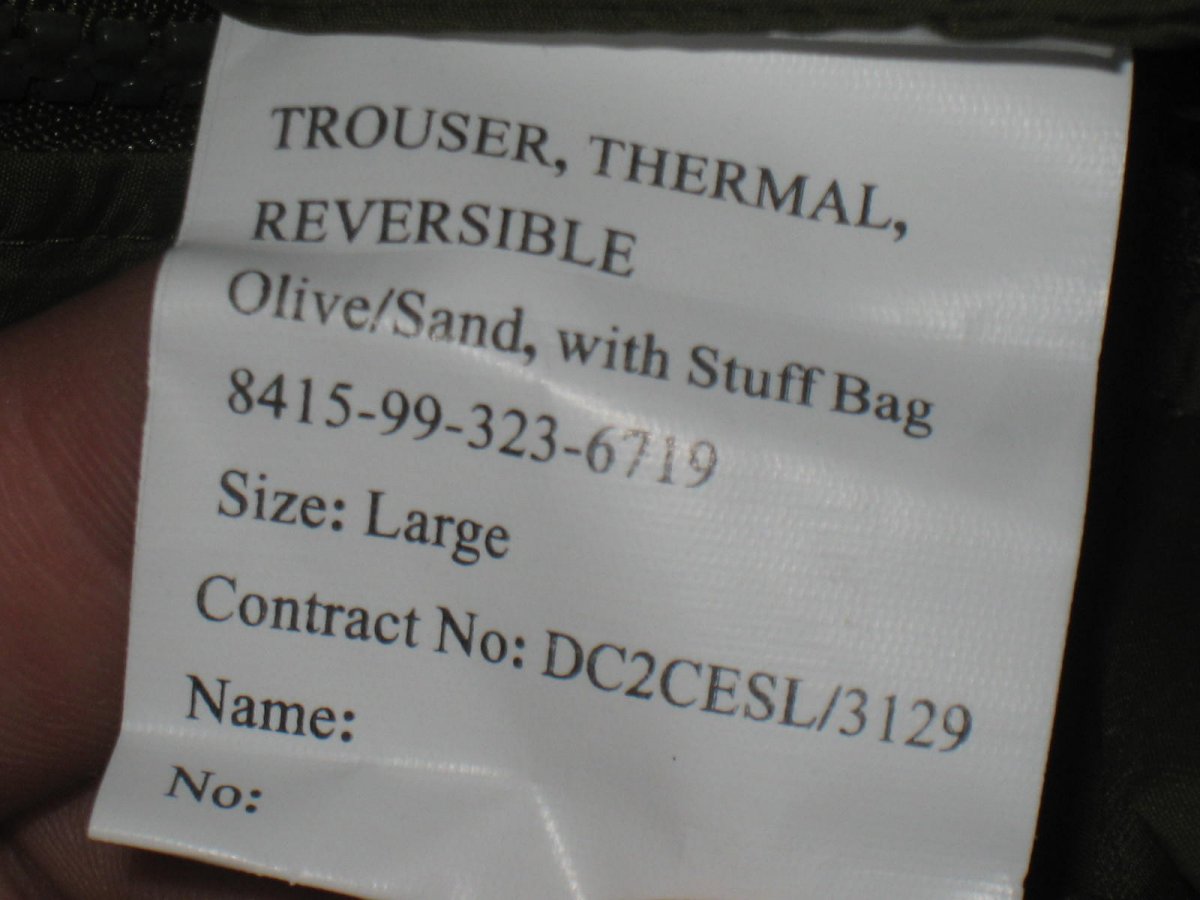 TROUSER, THERMAL,
REVERSIBLE
Olive/Sand, with Stuff Bag
8415-99-323-6719
Size: Large
Contract No: DC2CESL/3129
Name:
No: